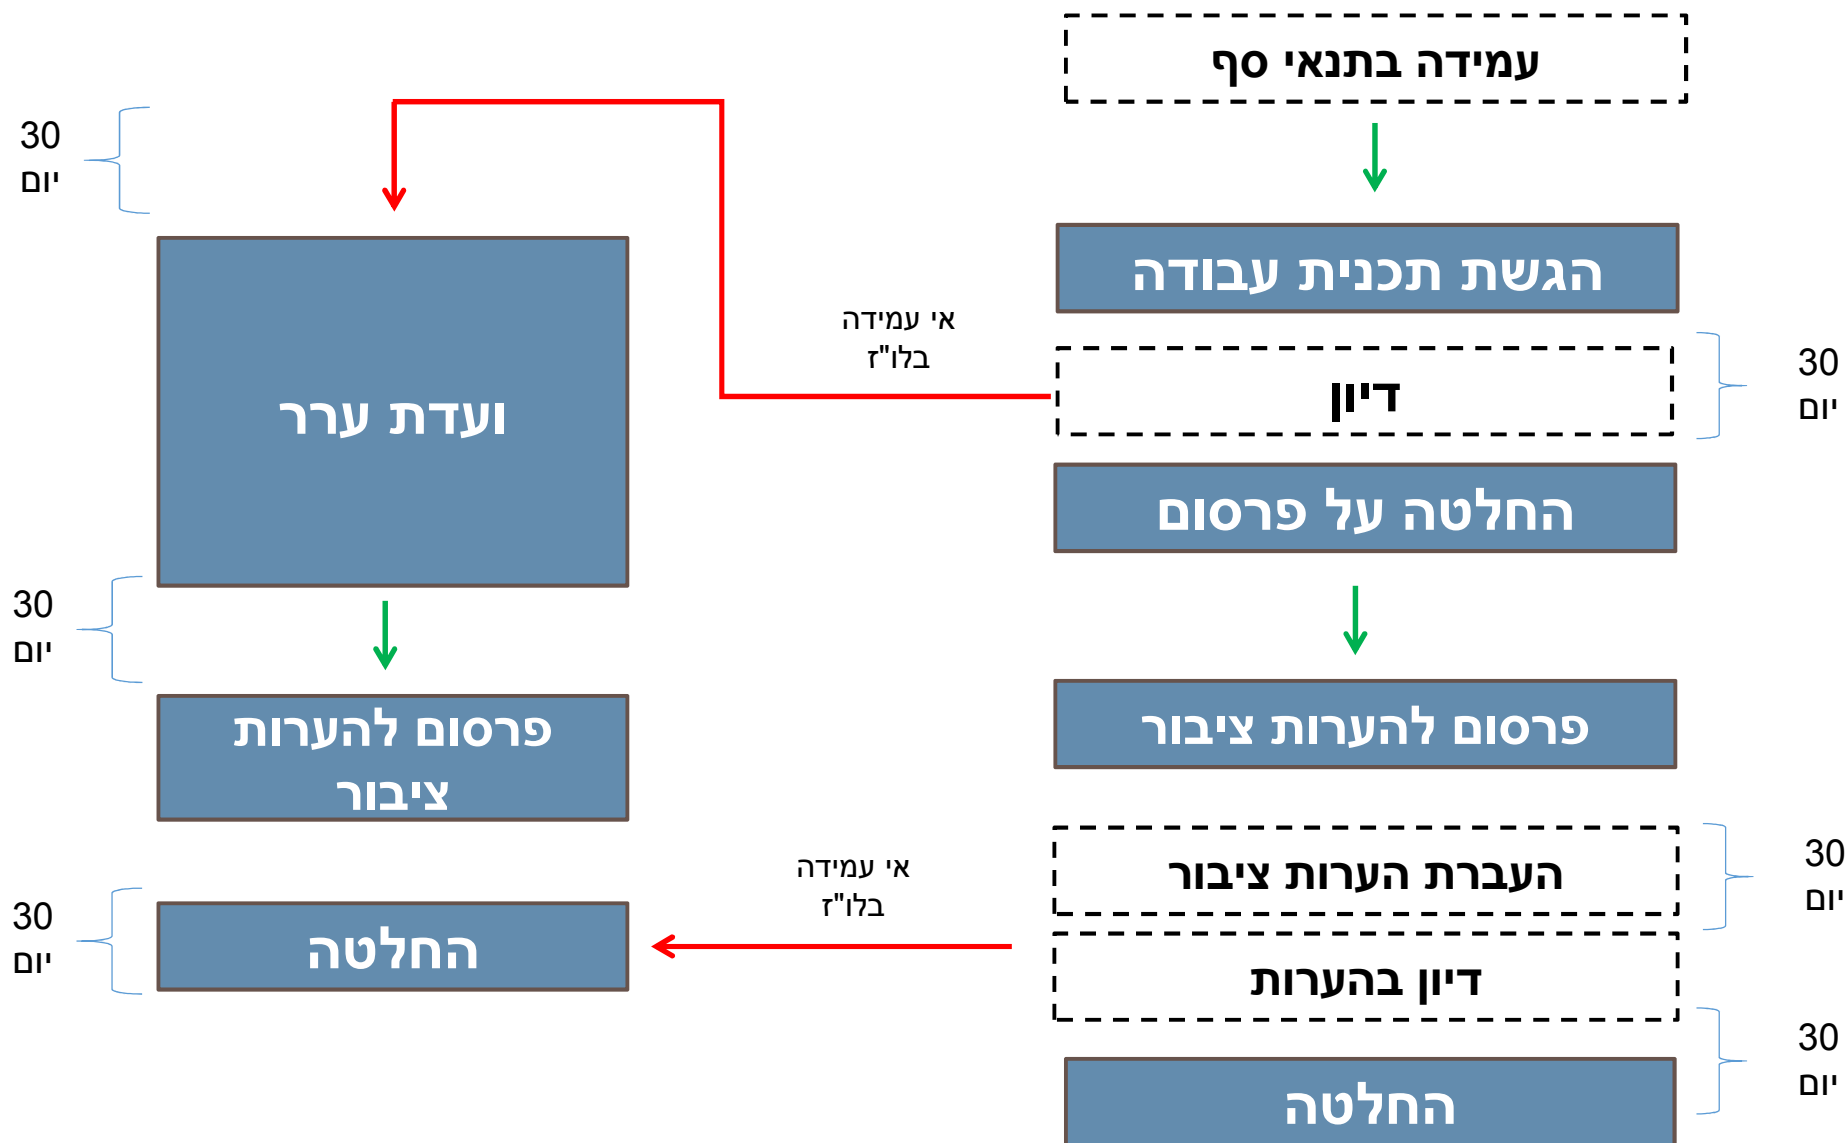 עמידה בתנאי סף
הגשת תכנית עבודה
30
יום
דיון
אי עמידה
בלו"ז
החלטה על פרסום
פרסום להערות ציבור
העברת הערות ציבור
30
יום
דיון בהערות
אי עמידה
בלו"ז
30
יום
החלטה
30
יום
ועדת ערר
30
יום
פרסום להערות
ציבור
החלטה
30
יום